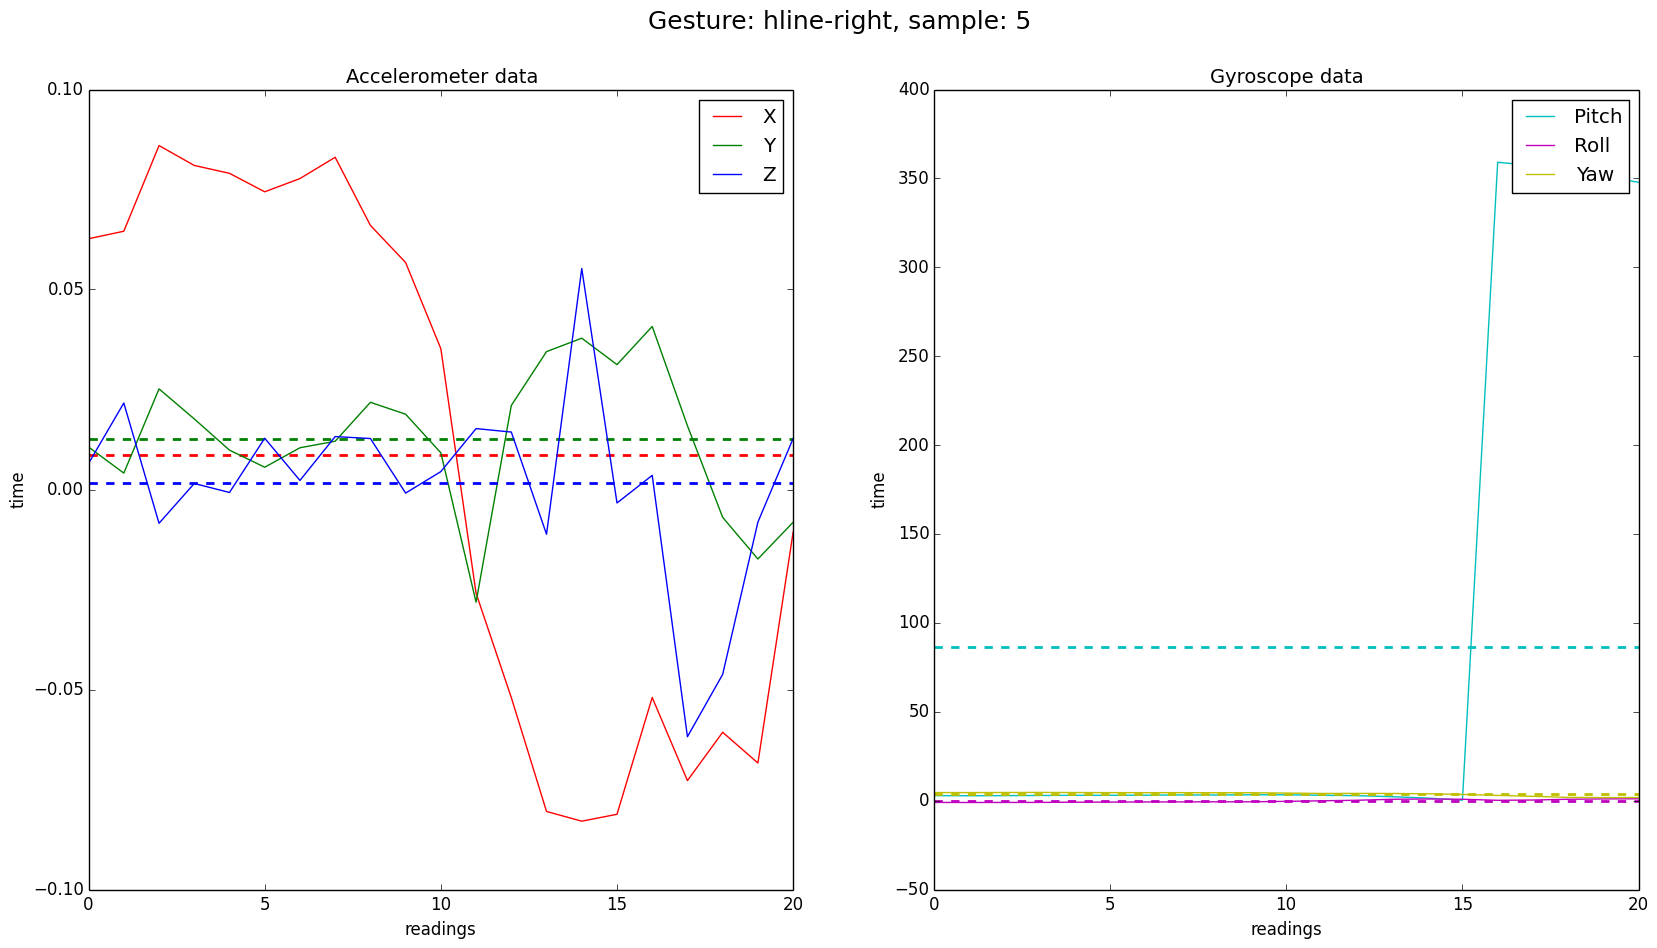 Gesture: hline-right, sample: 5
Accelerometer data
0.10
0.05
0.00
−0.05
−0.10
time
0
5
10
15
20
readings
X
Y
Z
Gyroscope data
400
350
300
250
200
150
100
50
0
−50
time
0
5
10
15
20
readings
Pitch
Roll
Yaw